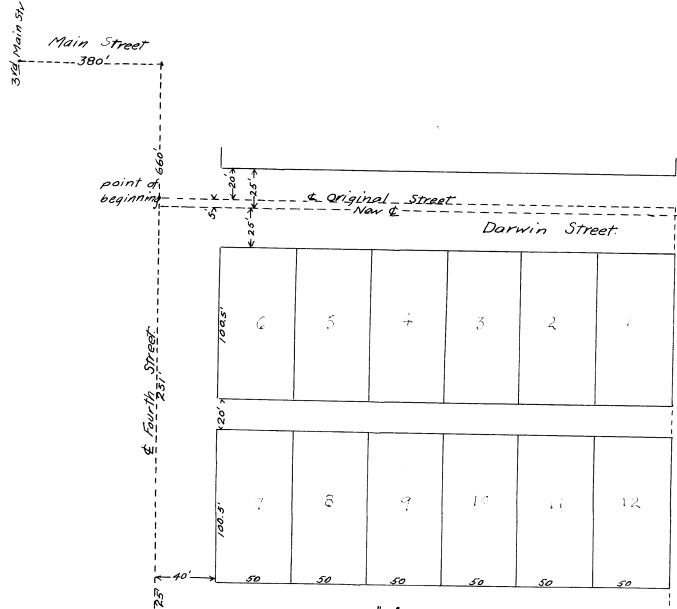 3rd Main Str
Main Street
380'
660'
point of
beginning
20'
25'
5'
℄ Original Street
New ℄
25'
Darwin Street
100.5'
6 5 4 3 2 1
℄ Fourth Street
231'
20'
100.5'
7 8 9 10 11 12
40'
50 50 50 50 50 50
25'